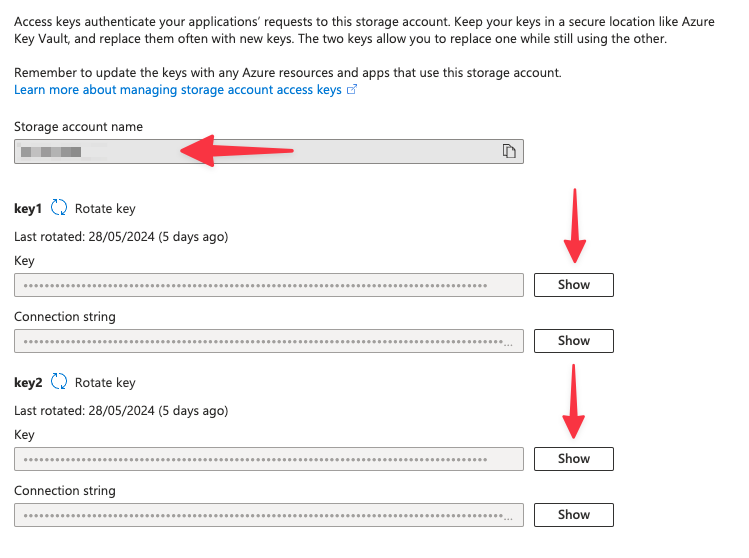 Access keys authenticate your applications' requests to this storage account. Keep your keys in a secure location like Azure
Key Vault, and replace them often with new keys. The two keys allow you to replace one while still using the other.
Remember to update the keys with any Azure resources and apps that use this storage account.
Learn more about managing storage account access keys
Storage account name
key1 Rotate key
Last rotated: 28/05/2024 (5 days ago)
Key
Show
Connection string
Show
key2 Rotate key
Last rotated: 28/05/2024 (5 days ago)
Key
Show
Connection string
Show